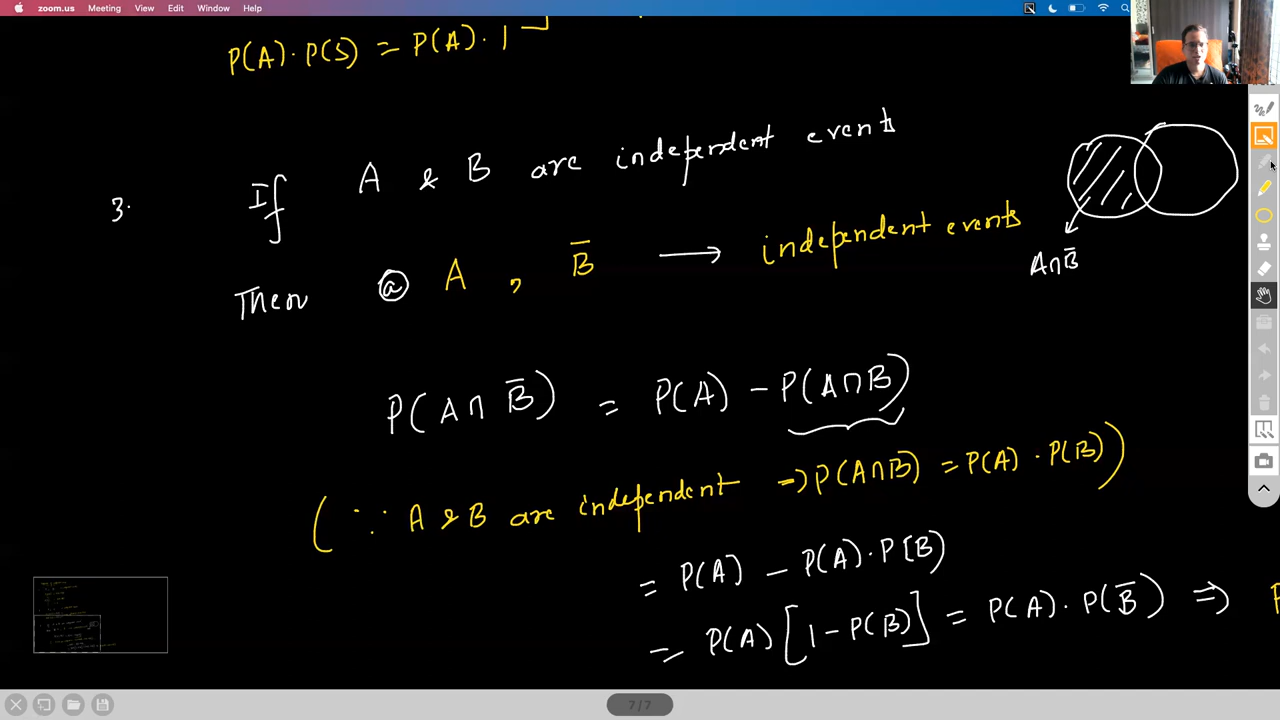 zoom.us Meeting View Edit Window Help
P(A)·P(S) = P(A)·1
3. If A & B are independent events
Then ⓐ A , B̅ → independent events
A∩B̅
P(A∩B̅) = P(A) − P(A∩B)
(∵ A & B are independent ⇒ P(A∩B) = P(A)·P(B))
= P(A) − P(A)·P(B)
= P(A)[1−P(B)] = P(A)·P(B̅) ⇒
7/7